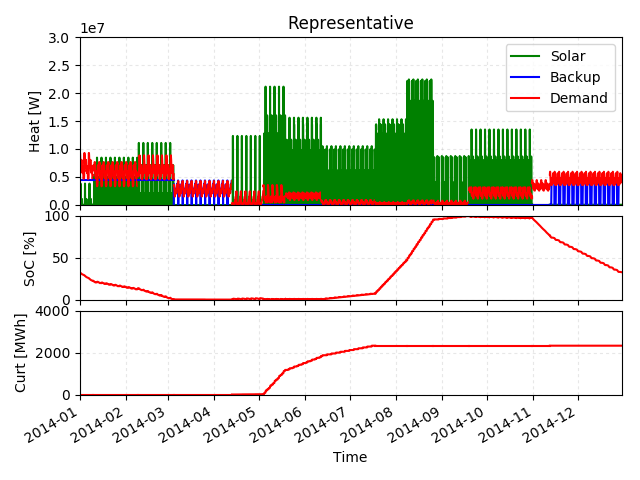 Representative
1e7
3.0
2.5
2.0
1.5
1.0
0.5
0.0
Heat [W]
Solar
Backup
Demand
100
50
0
SoC [%]
4000
2000
0
Curt [MWh]
2014-01
2014-02
2014-03
2014-04
2014-05
2014-06
2014-07
2014-08
2014-09
2014-10
2014-11
2014-12
Time